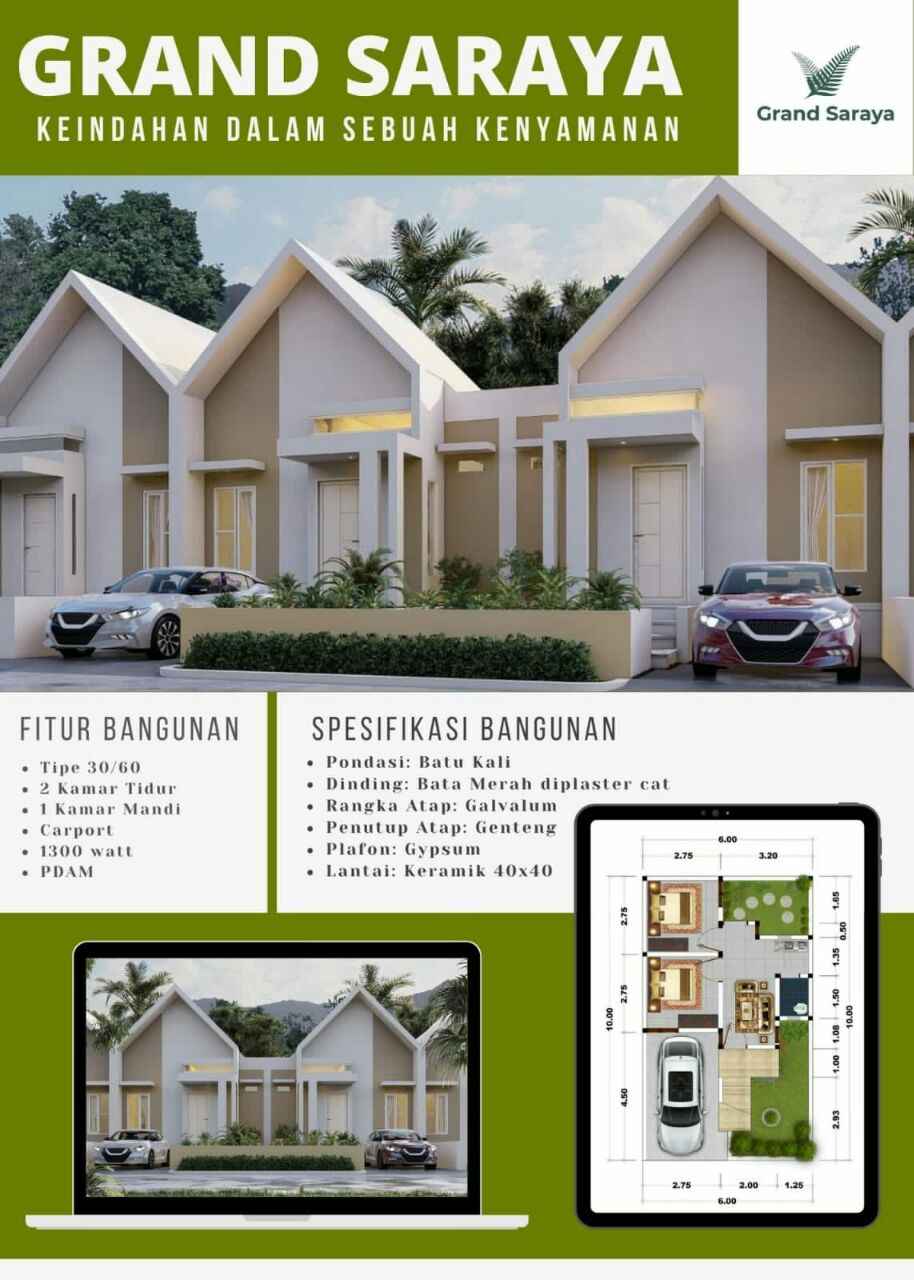 GRAND SARAYA
KEINDAHAN DALAM SEBUAH KENYAMANAN
Grand Saraya
FITUR BANGUNAN
• Tipe 30/60
• 2 Kamar Tidur
• 1 Kamar Mandi
• Carport
• 1300 watt
• PDAM
SPESIFIKASI BANGUNAN
• Pondasi: Batu Kali
• Dinding: Bata Merah diplaster cat
• Rangka Atap: Galvalum
• Penutup Atap: Genteng
• Plafon: Gypsum
• Lantai: Keramik 40x40
6.00
2.75
3.20
2.75
2.75
4.50
10.00
1.65
0.50
1.35
1.50
1.08
1.00
2.93
10.00
2.75
2.00
1.25
6.00